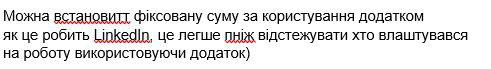 Можна встановитт фіксовану суму за користування додатком
як це робить LinkedIn, це легше пніж відстежувати хто влаштувався
на роботу використовуючи додаток)